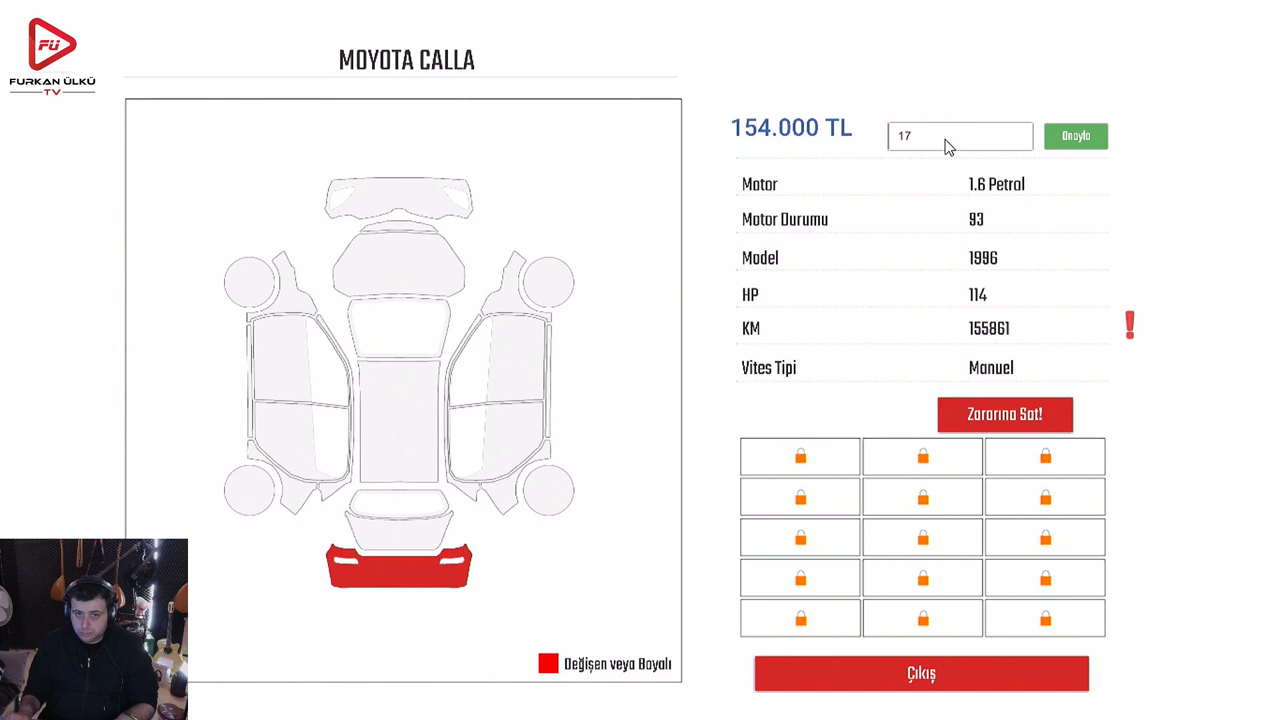 FU
FURKAN ÜLKÜ
TV
MOYOTA CALLA
154.000 TL
17
Onayla
Motor 1.6 Petrol
Motor Durumu 93
Model 1996
HP 114
KM 155861
Vites Tipi Manuel
Zararına Sat!
Çıkış
Değişen veya Boyalı